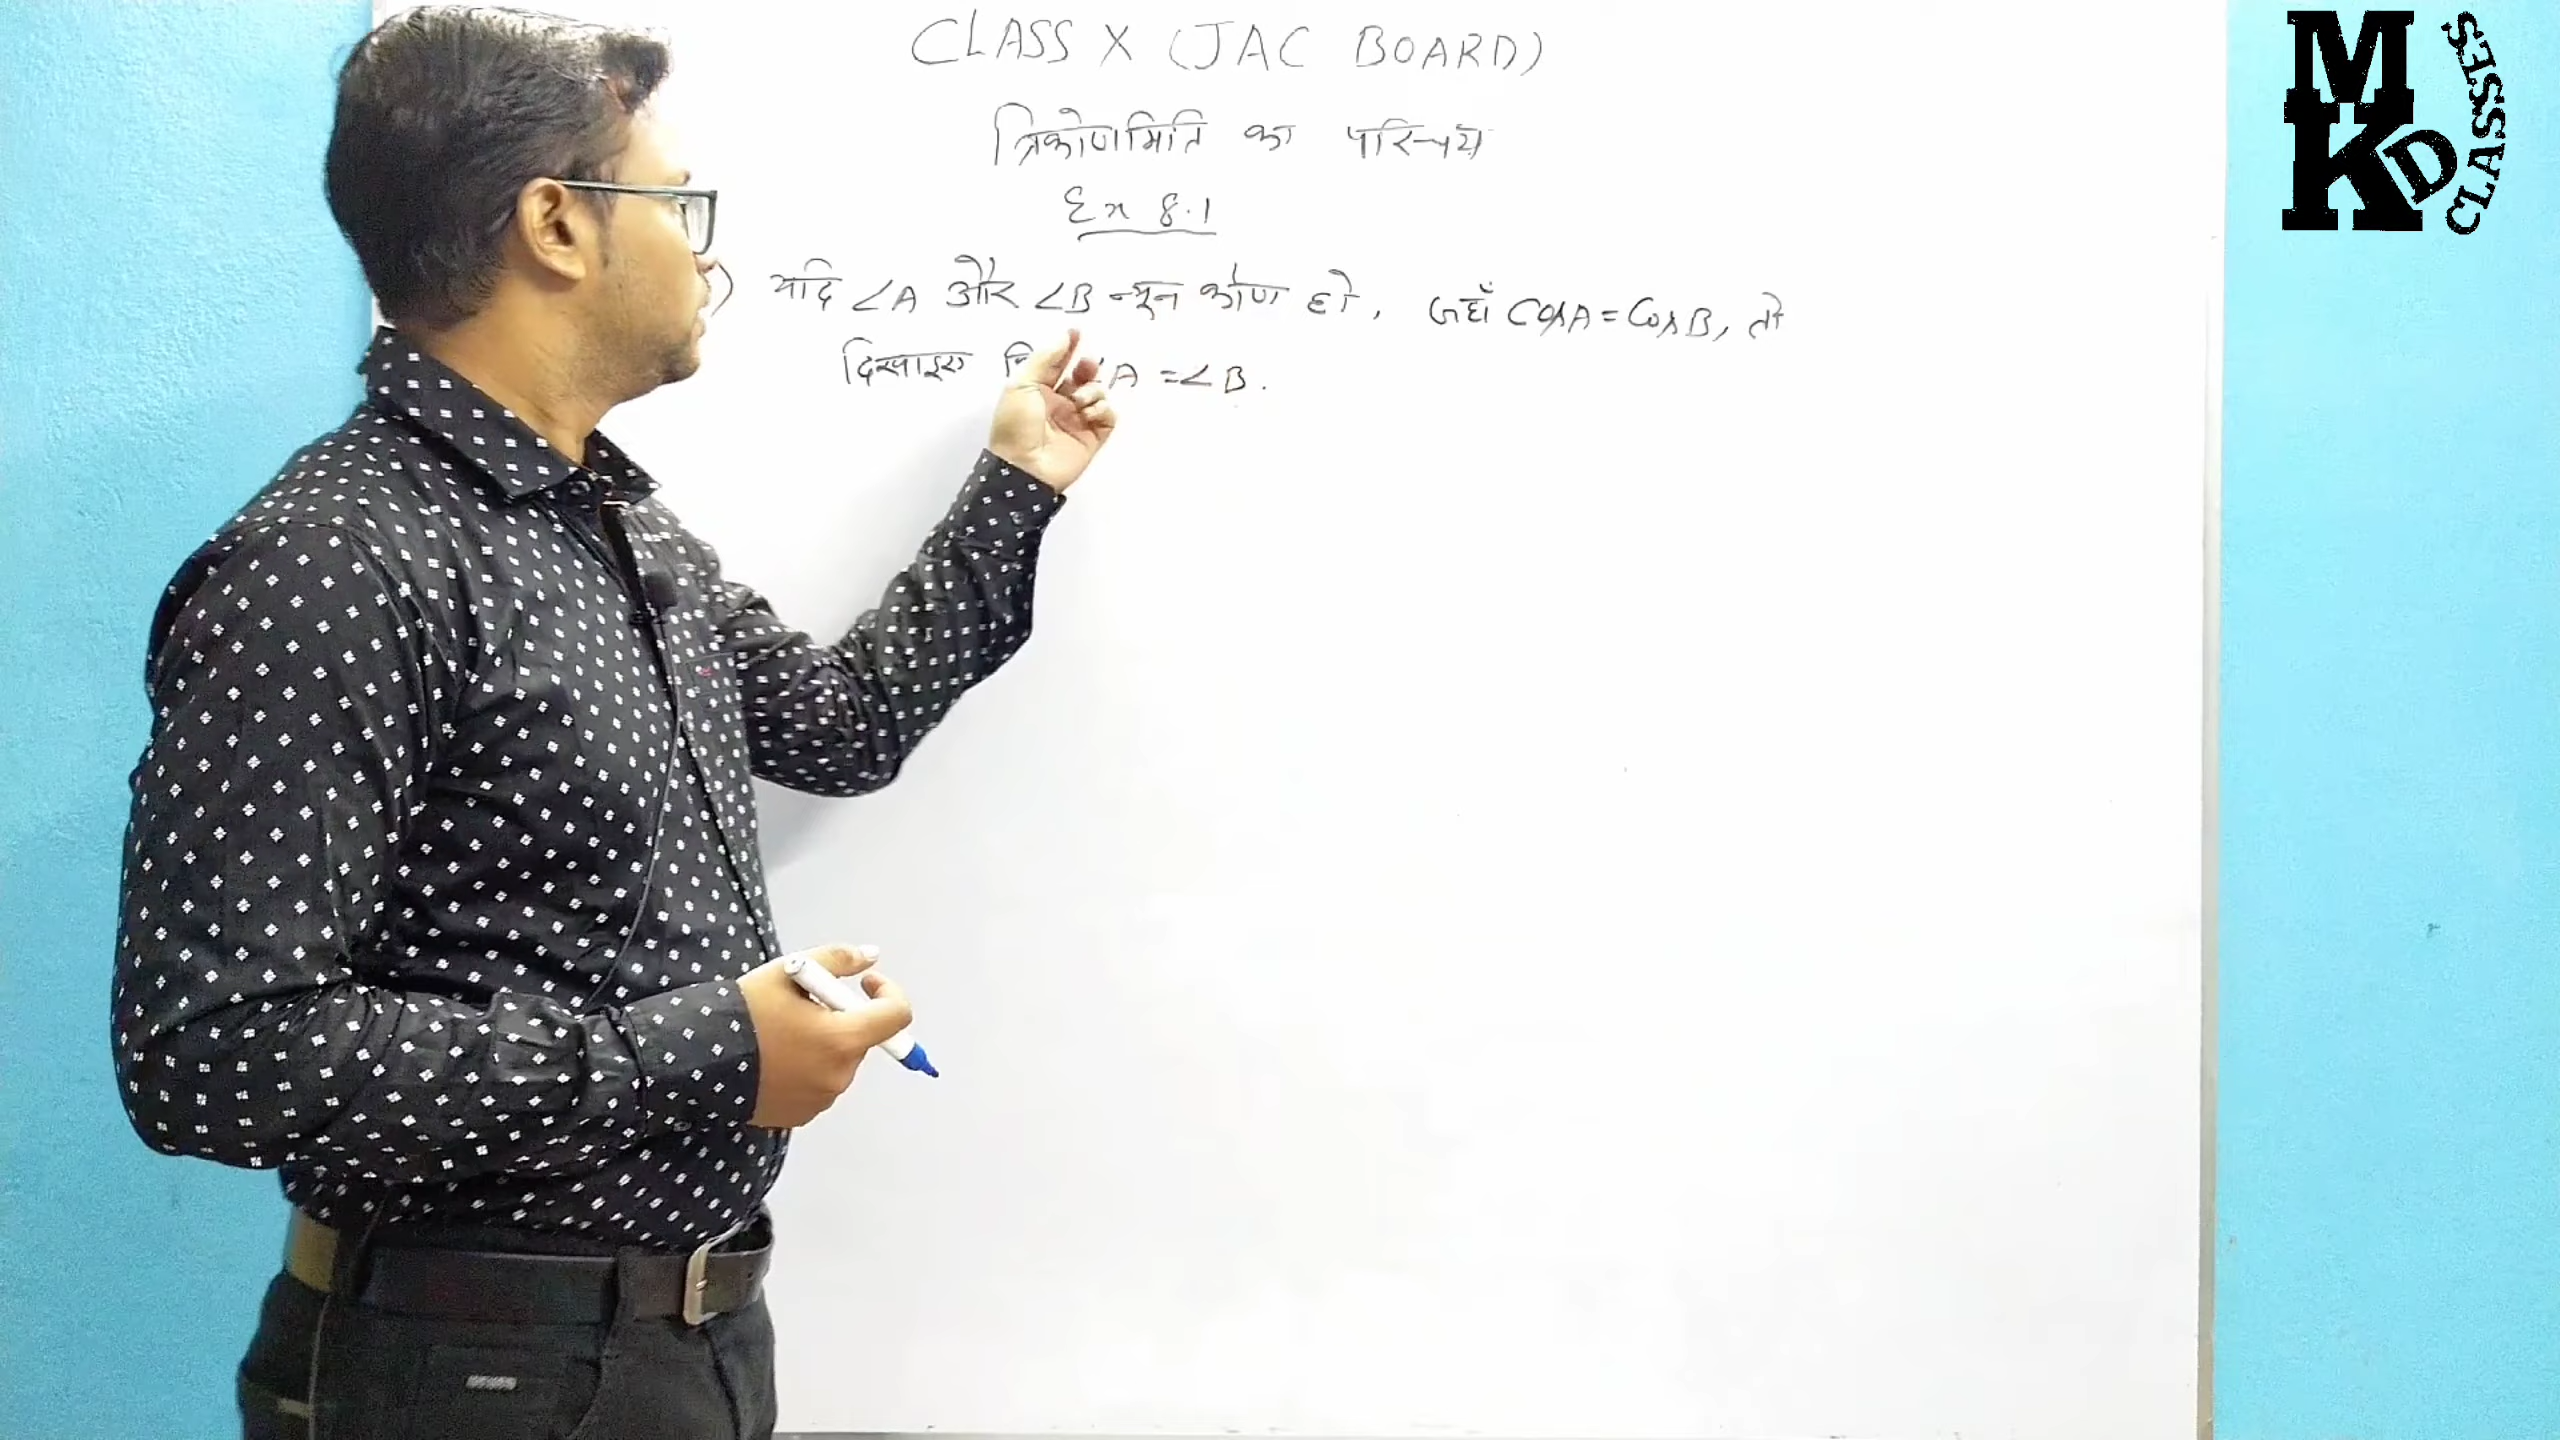 CLASS X (JAC BOARD)
त्रिकोणमिति का परिचय
Ex 8.1
) यदि ∠A और ∠B न्यून कोण हो, जहाँ CosA = CosB, तो
दिखाइए ∠A = ∠B.
MKD CLASSES